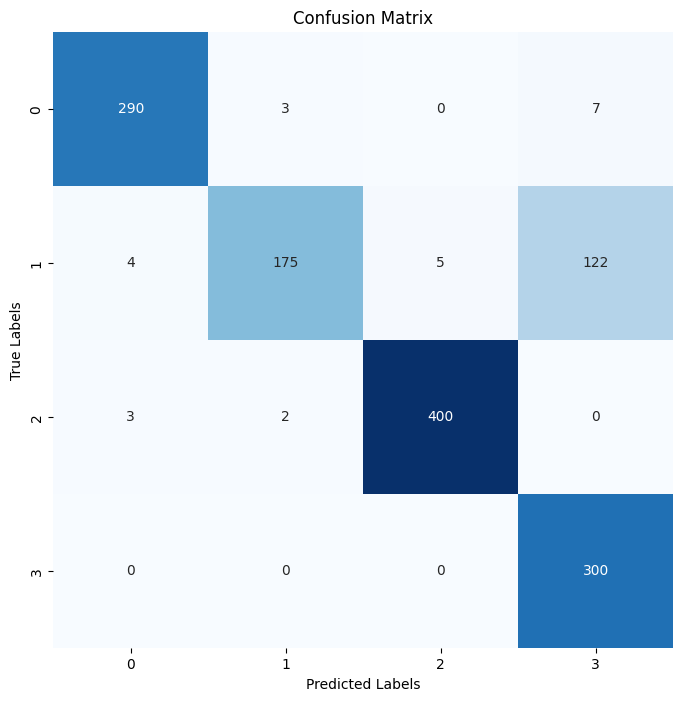 Confusion Matrix
0 290 3 0 7
1 4 175 5 122
True Labels
2 3 2 400 0
3 0 0 0 300
0 1 2 3
Predicted Labels